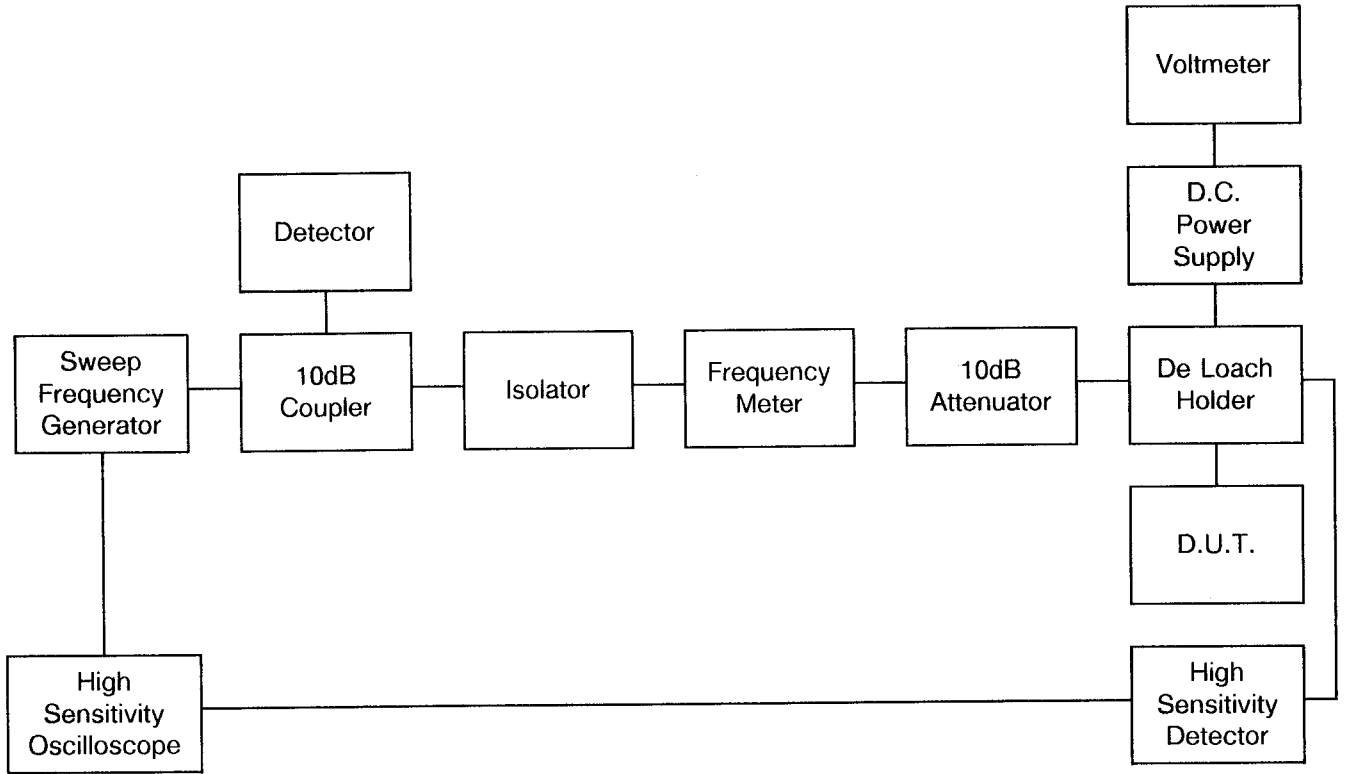 Voltmeter
D.C.
Power
Supply
Detector
Sweep
Frequency
Generator
10dB
Coupler
Isolator
Frequency
Meter
10dB
Attenuator
De Loach
Holder
D.U.T.
High
Sensitivity
Oscilloscope
High
Sensitivity
Detector